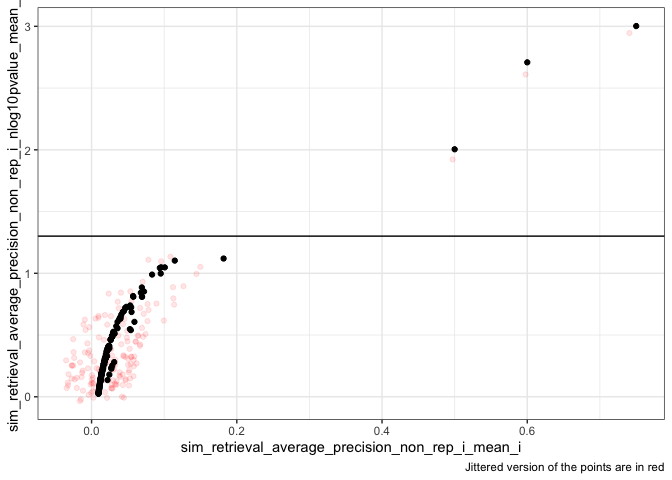 sim_retrieval_average_precision_non_rep_i_nlog10pvalue_mean_
3
2
1
0
0.0
0.2
0.4
0.6
sim_retrieval_average_precision_non_rep_i_mean_i
Jittered version of the points are in red